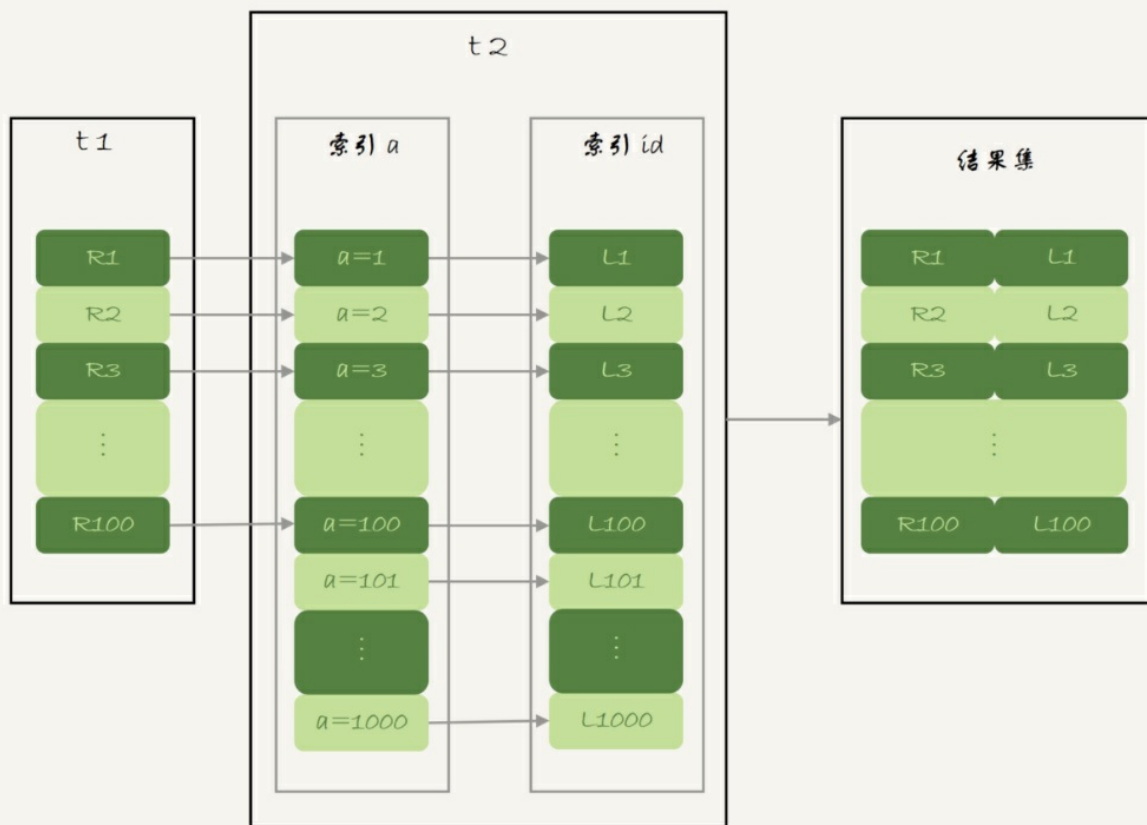 t2
t1
索引 a
索引 id
结果集
R1
a=1
L1
R1
L1
R2
a=2
L2
R2
L2
R3
a=3
L3
R3
L3
⋮
⋮
⋮
⋮
R100
a=100
L100
R100
L100
a=101
L101
⋮
⋮
a=1000
L1000